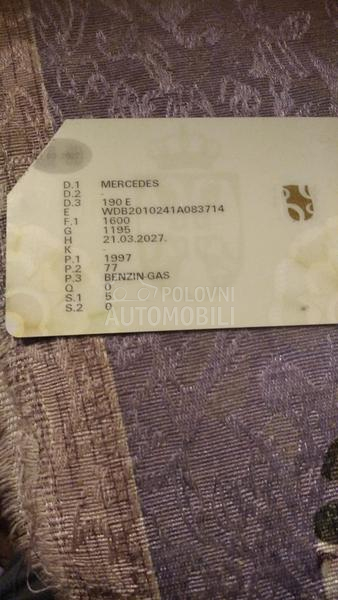 D.1 MERCEDES
D.2
D.3 190 E
E WDB2010241A083714
F.1 1600
G 1195
H 21.03.2027.
K -
P.1 1997
P.2 77
P.3 BENZIN-GAS
Q 0
S.1 5
S.2 0
POLOVNI
AUTOMOBILI